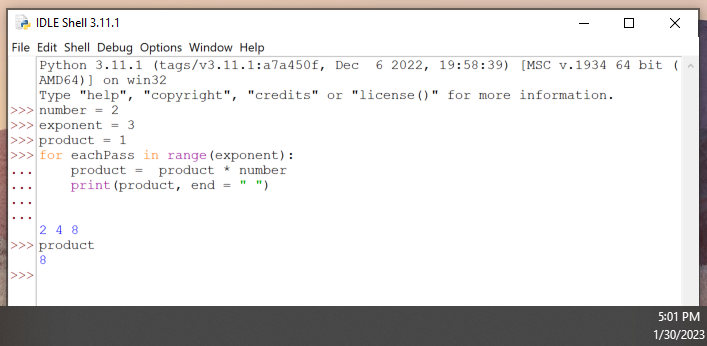 IDLE Shell 3.11.1
File Edit Shell Debug Options Window Help
Python 3.11.1 (tags/v3.11.1:a7a450f, Dec  6 2022, 19:58:39) [MSC v.1934 64 bit (
AMD64)] on win32
Type "help", "copyright", "credits" or "license()" for more information.
>>> number = 2
>>> exponent = 3
>>> product = 1
>>> for eachPass in range(exponent):
...     product =  product * number
...     print(product, end = " ")
...
...
2 4 8
>>> product
8
>>>
5:01 PM
1/30/2023